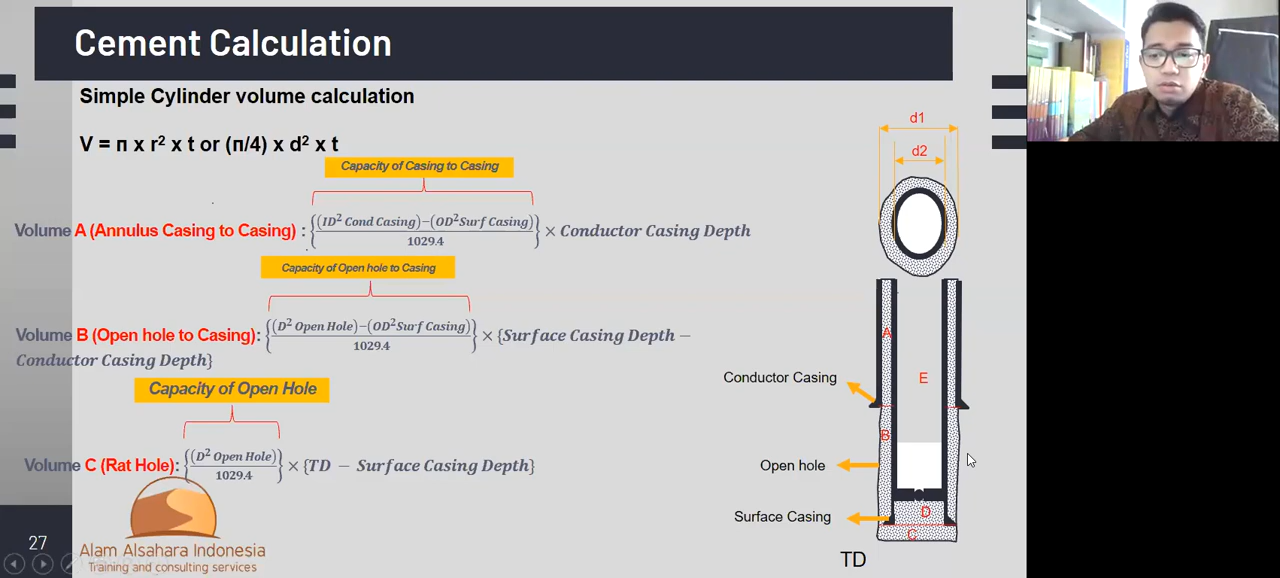 Cement Calculation
Simple Cylinder volume calculation
V = π x r² x t or (π/4) x d² x t
Capacity of Casing to Casing
Volume A (Annulus Casing to Casing) : {((ID² Cond Casing)−(OD²Surf Casing))/1029.4} × Conductor Casing Depth
Capacity of Open hole to Casing
Volume B (Open hole to Casing): {((D² Open Hole)−(OD²Surf Casing))/1029.4} × {Surface Casing Depth −
Conductor Casing Depth}
Capacity of Open Hole
Volume C (Rat Hole): {(D² Open Hole)/1029.4} × {TD − Surface Casing Depth}
27
Alam Alsahara Indonesia
Training and consulting services
d1
d2
A
E
Conductor Casing
B
Open hole
D
Surface Casing
C
TD